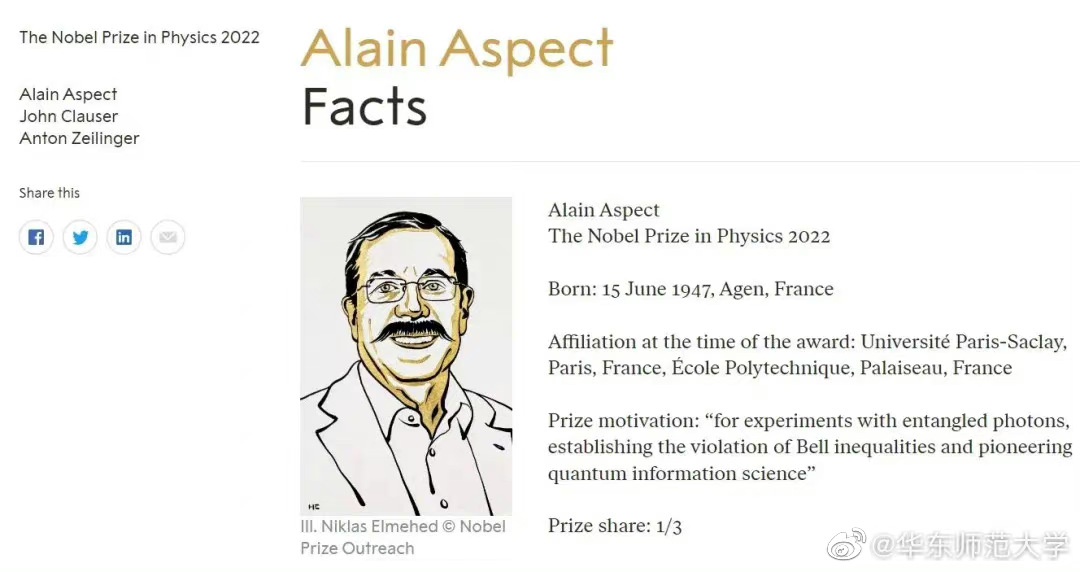 The Nobel Prize in Physics 2022
Alain Aspect
John Clauser
Anton Zeilinger
Share this
Alain Aspect
Facts
HE
Ill. Niklas Elmehed © Nobel
Prize Outreach
Alain Aspect
The Nobel Prize in Physics 2022
Born: 15 June 1947, Agen, France
Affiliation at the time of the award: Université Paris-Saclay,
Paris, France, École Polytechnique, Palaiseau, France
Prize motivation: “for experiments with entangled photons,
establishing the violation of Bell inequalities and pioneering
quantum information science”
Prize share: 1/3
@华东师范大学